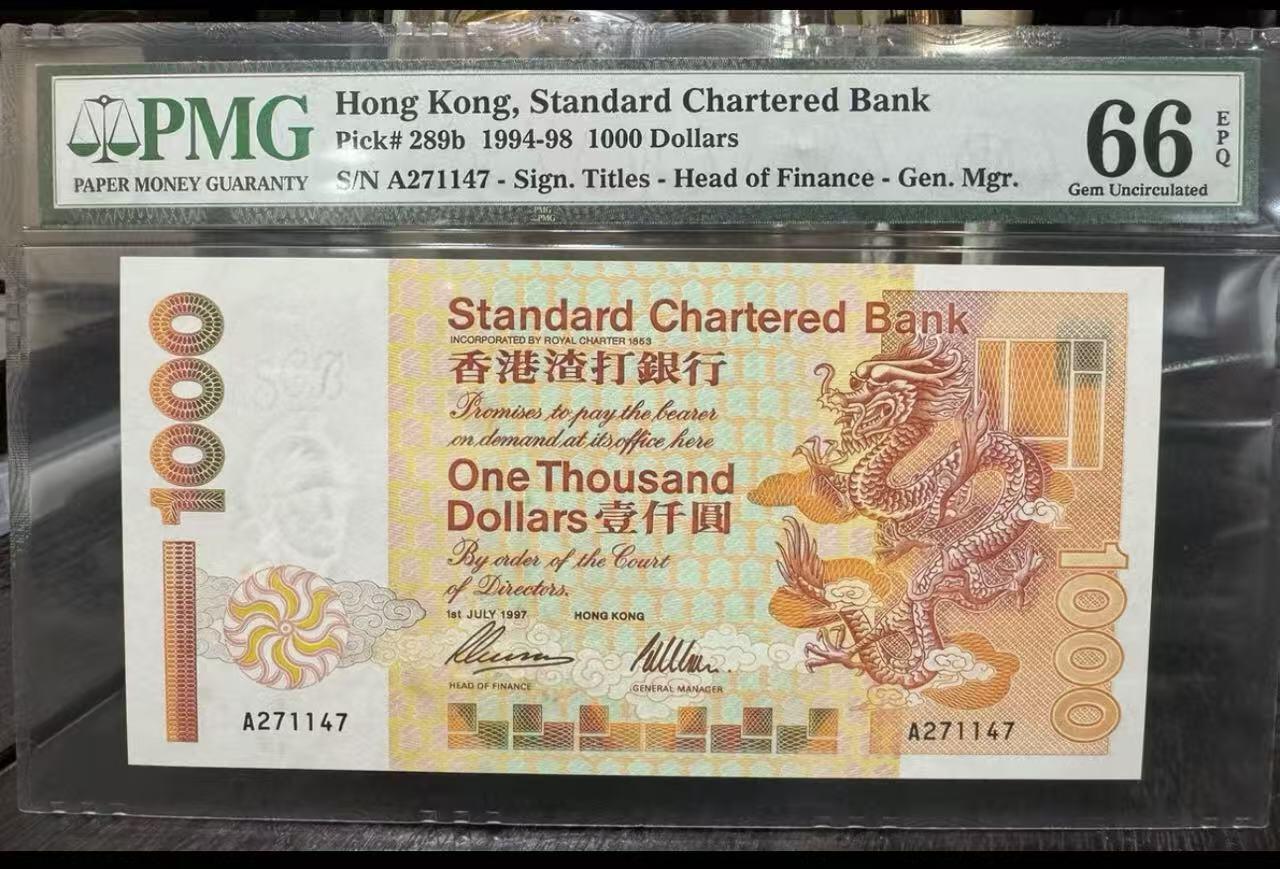 PMG
PAPER MONEY GUARANTY
Hong Kong, Standard Chartered Bank
Pick# 289b 1994-98 1000 Dollars
S/N A271147 - Sign. Titles - Head of Finance - Gen. Mgr.
66
EPQ
Gem Uncirculated
PMG
PMG
1000
Standard Chartered Bank
INCORPORATED BY ROYAL CHARTER 1853
香港渣打銀行
Promises to pay the bearer
on demand at its office here
One Thousand
Dollars 壹仟圓
By order of the Court
of Directors.
1st JULY 1997 HONG KONG
HEAD OF FINANCE GENERAL MANAGER
1000
A271147 A271147